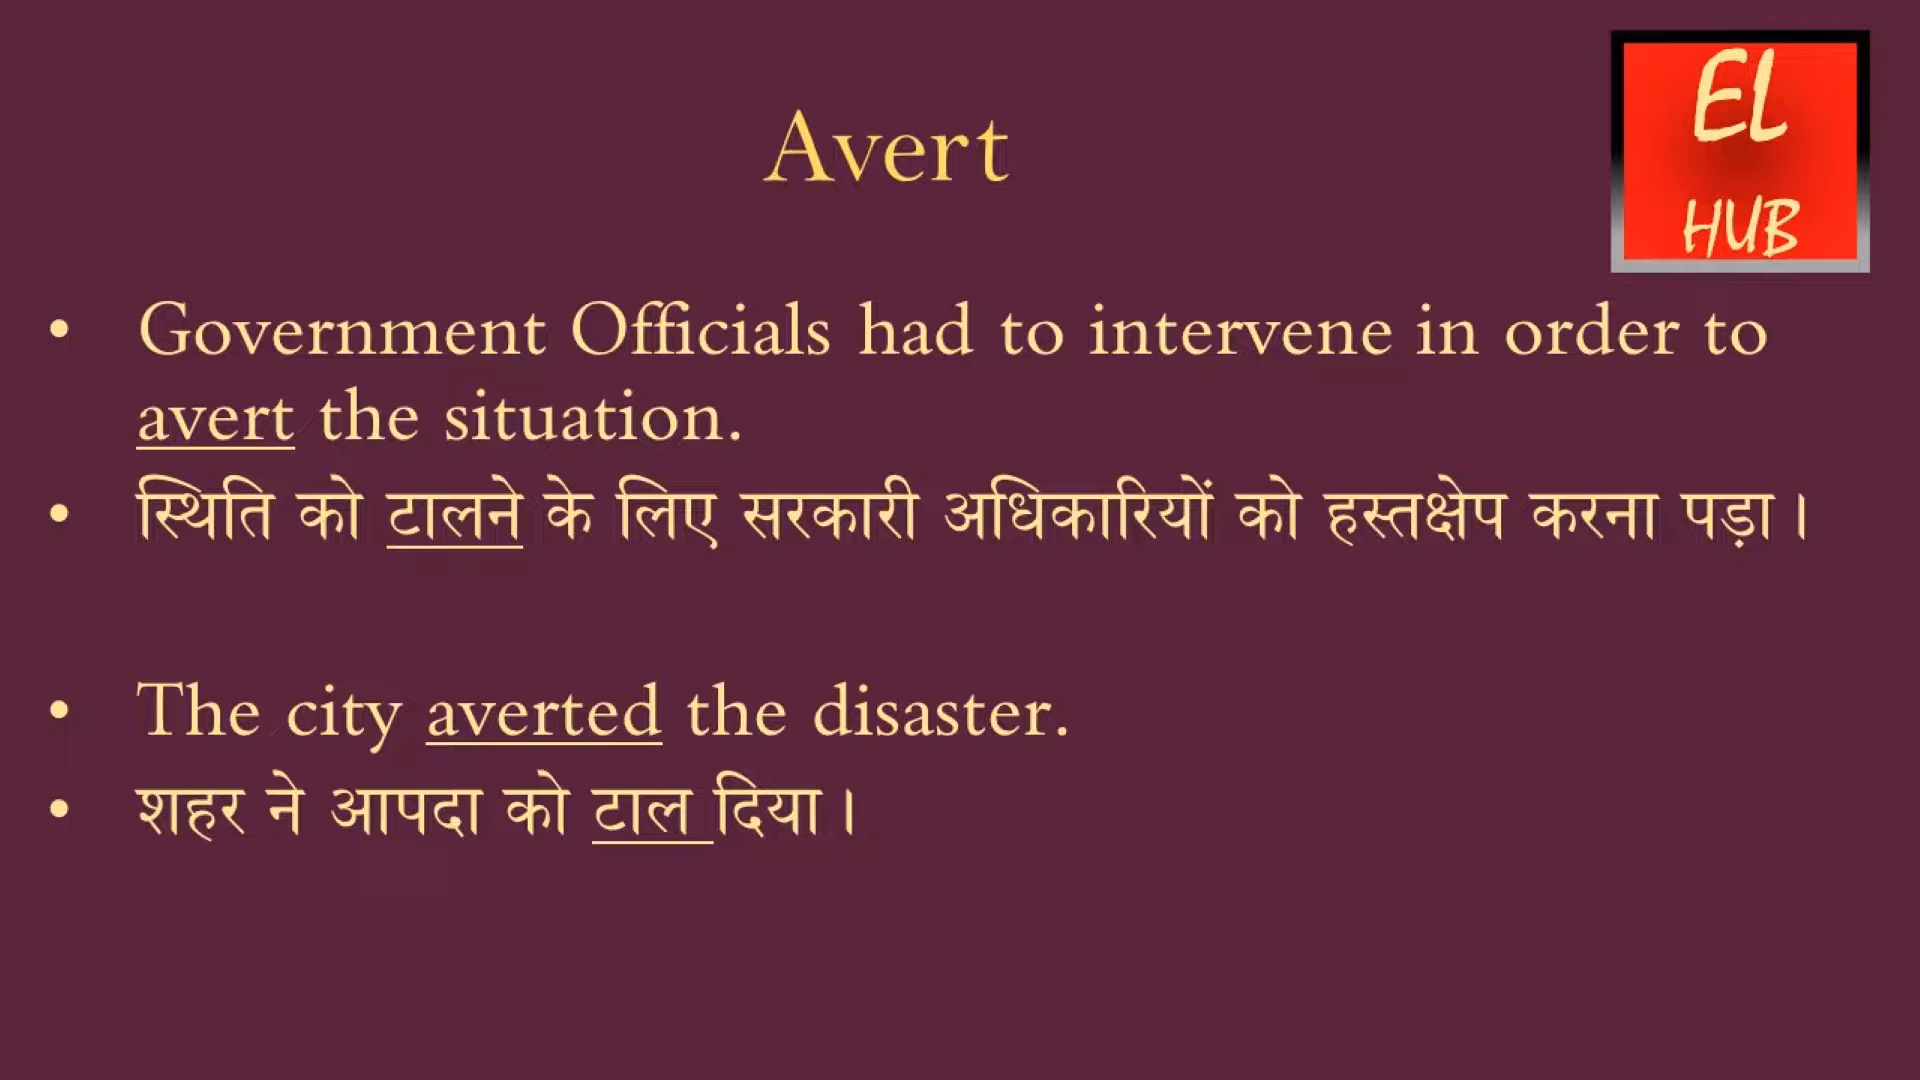 EL
HUB
Avert
• Government Officials had to intervene in order to
avert the situation.
• स्थिति को टालने के लिए सरकारी अधिकारियों को हस्तक्षेप करना पड़ा।
• The city averted the disaster.
• शहर ने आपदा को टाल दिया।